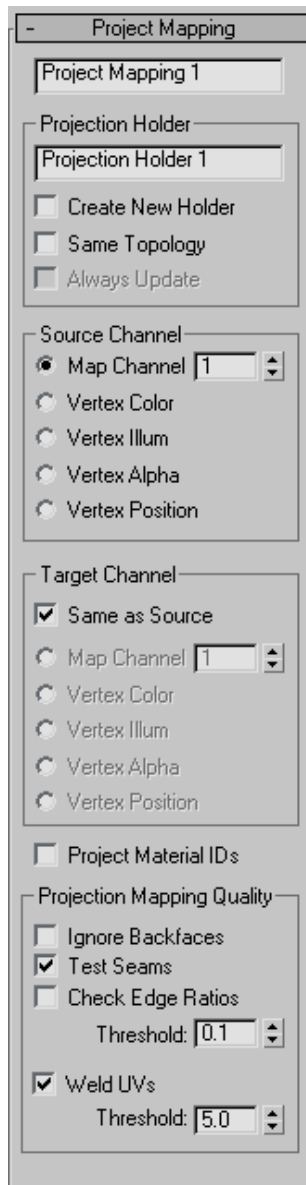 - Project Mapping
Project Mapping 1
Projection Holder
Projection Holder 1
Create New Holder
Same Topology
Always Update
Source Channel
Map Channel 1
Vertex Color
Vertex Illum
Vertex Alpha
Vertex Position
Target Channel
Same as Source
Map Channel 1
Vertex Color
Vertex Illum
Vertex Alpha
Vertex Position
Project Material IDs
Projection Mapping Quality
Ignore Backfaces
Test Seams
Check Edge Ratios
Threshold: 0.1
Weld UVs
Threshold: 5.0